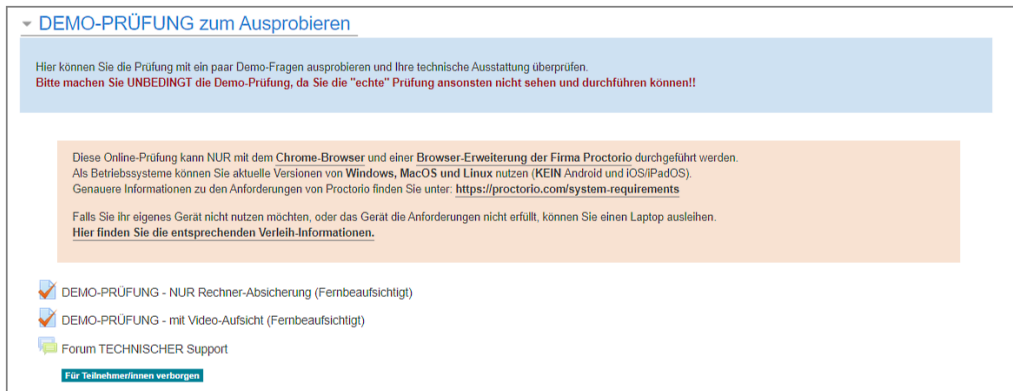 DEMO-PRÜFUNG zum Ausprobieren
Hier können Sie die Prüfung mit ein paar Demo-Fragen ausprobieren und Ihre technische Ausstattung überprüfen.
Bitte machen Sie UNBEDINGT die Demo-Prüfung, da Sie die "echte" Prüfung ansonsten nicht sehen und durchführen können!!
Diese Online-Prüfung kann NUR mit dem Chrome-Browser und einer Browser-Erweiterung der Firma Proctorio durchgeführt werden.
Als Betriebssysteme können Sie aktuelle Versionen von Windows, MacOS und Linux nutzen (KEIN Android und iOS/iPadOS).
Genauere Informationen zu den Anforderungen von Proctorio finden Sie unter: https://proctorio.com/system-requirements
Falls Sie ihr eigenes Gerät nicht nutzen möchten, oder das Gerät die Anforderungen nicht erfüllt, können Sie einen Laptop ausleihen.
Hier finden Sie die entsprechenden Verleih-Informationen.
DEMO-PRÜFUNG - NUR Rechner-Absicherung (Fernbeaufsichtigt)
DEMO-PRÜFUNG - mit Video-Aufsicht (Fernbeaufsichtigt)
Forum TECHNISCHER Support
Für Teilnehmer/innen verborgen